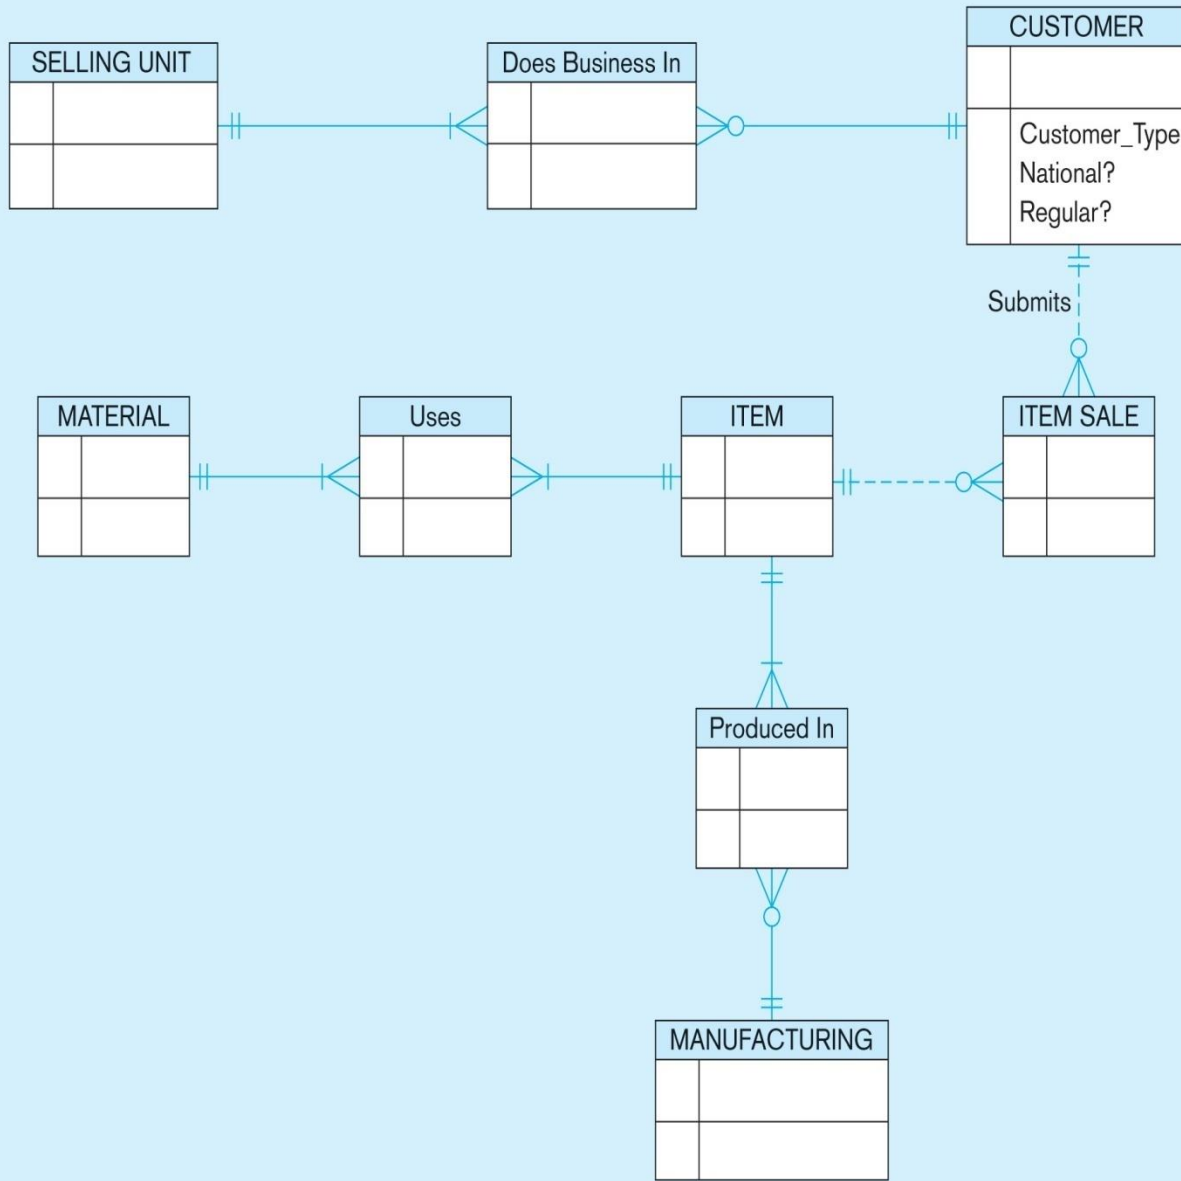 SELLING UNIT
Does Business In
CUSTOMER
Customer_Type
National?
Regular?
Submits
MATERIAL
Uses
ITEM
ITEM SALE
Produced In
MANUFACTURING